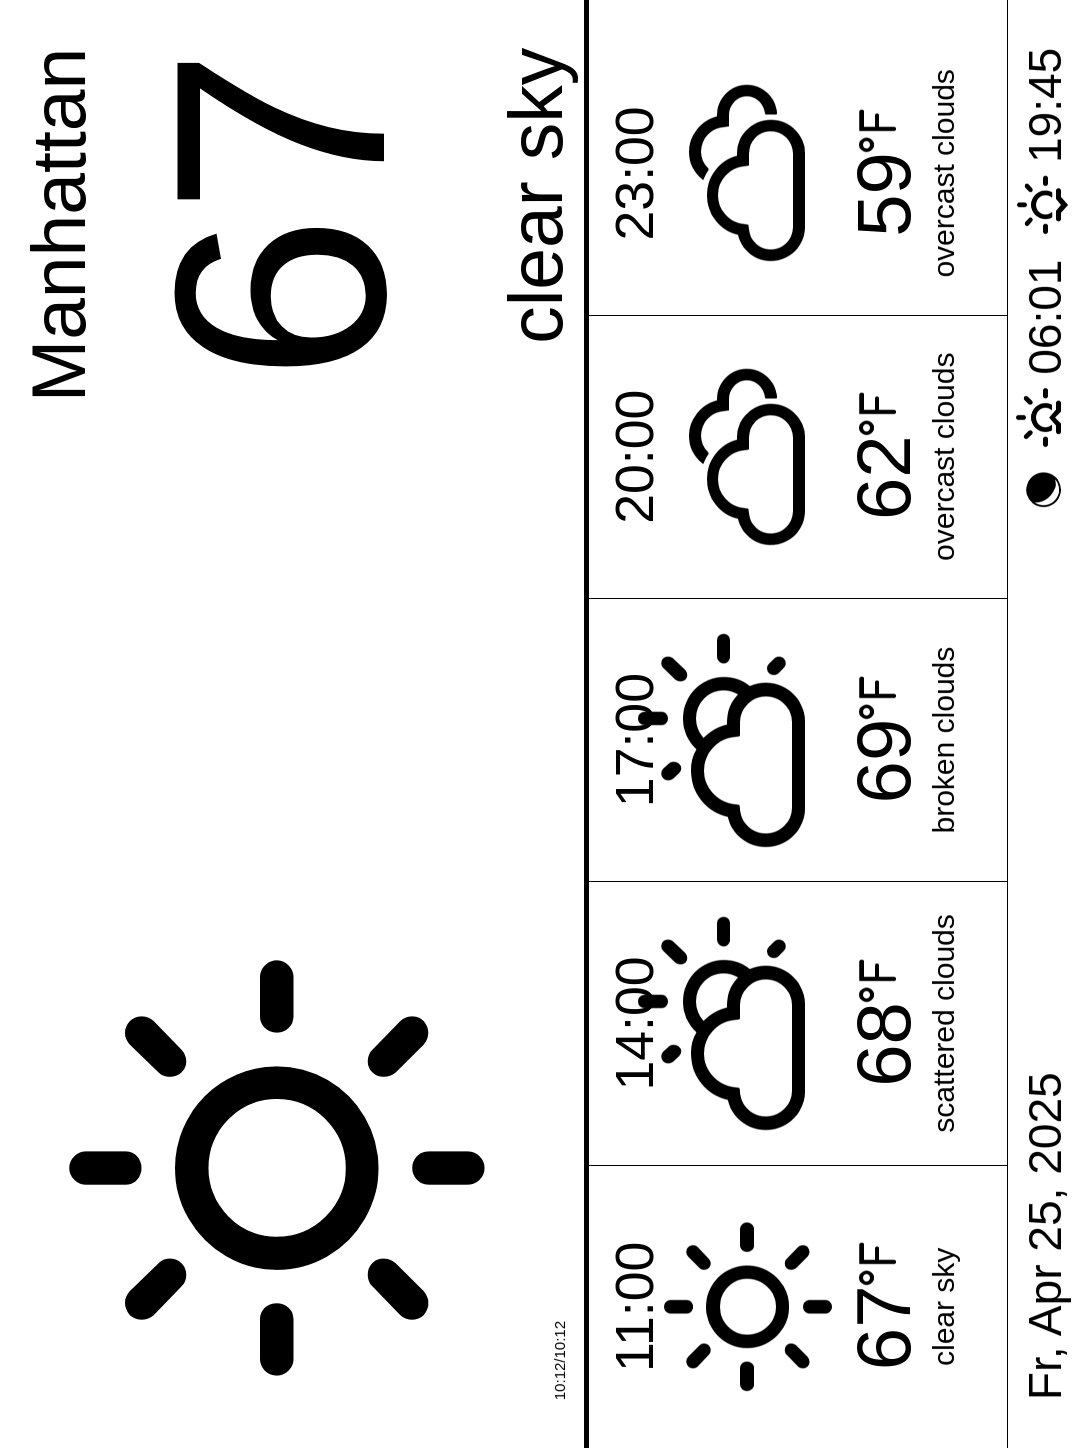 Manhattan
67
clear sky
10:12/10:12
11:00
14:00
17:00
20:00
23:00
67°F
68°F
69°F
62°F
59°F
clear sky
scattered clouds
broken clouds
overcast clouds
overcast clouds
Fr, Apr 25, 2025
06:01
19:45